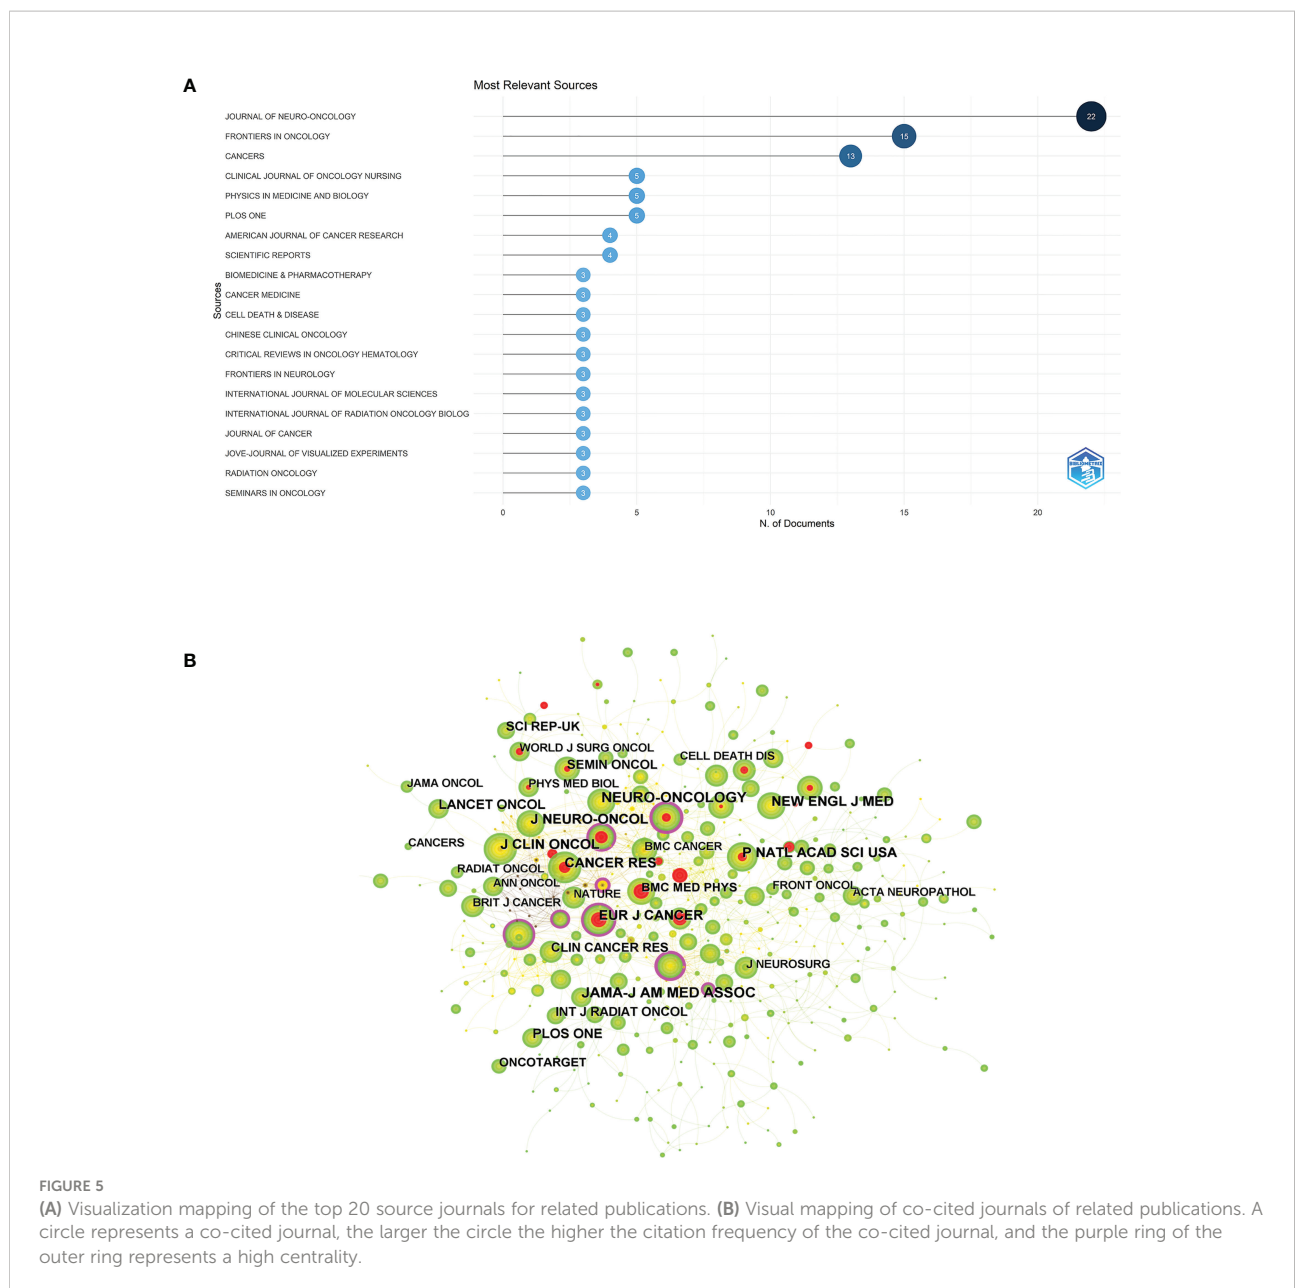 A
Most Relevant Sources
JOURNAL OF NEURO-ONCOLOGY 22
FRONTIERS IN ONCOLOGY 15
CANCERS 13
CLINICAL JOURNAL OF ONCOLOGY NURSING 5
PHYSICS IN MEDICINE AND BIOLOGY 5
PLOS ONE 5
AMERICAN JOURNAL OF CANCER RESEARCH 4
SCIENTIFIC REPORTS 4
BIOMEDICINE & PHARMACOTHERAPY 3
CANCER MEDICINE 3
CELL DEATH & DISEASE 3
CHINESE CLINICAL ONCOLOGY 3
CRITICAL REVIEWS IN ONCOLOGY HEMATOLOGY 3
FRONTIERS IN NEUROLOGY 3
INTERNATIONAL JOURNAL OF MOLECULAR SCIENCES 3
INTERNATIONAL JOURNAL OF RADIATION ONCOLOGY BIOLOG 3
JOURNAL OF CANCER 3
JOVE-JOURNAL OF VISUALIZED EXPERIMENTS 3
RADIATION ONCOLOGY 3
SEMINARS IN ONCOLOGY 3
Sources
BIBLIOMETRIX
0 5 10 15 20
N. of Documents
B
SCI REP-UK
WORLD J SURG ONCOL
CELL DEATH DIS
SEMIN ONCOL
JAMA ONCOL
PHYS MED BIOL
NEURO-ONCOLOGY
NEW ENGL J MED
LANCET ONCOL
J NEURO-ONCOL
CANCERS
J CLIN ONCOL
BMC CANCER
P NATL ACAD SCI USA
CANCER RES
RADIAT ONCOL
ANN ONCOL
NATURE
BMC MED PHYS
FRONT ONCOL
ACTA NEUROPATHOL
BRIT J CANCER
EUR J CANCER
CLIN CANCER RES
J NEUROSURG
JAMA-J AM MED ASSOC
INT J RADIAT ONCOL
PLOS ONE
ONCOTARGET
FIGURE 5
(A) Visualization mapping of the top 20 source journals for related publications. (B) Visual mapping of co-cited journals of related publications. A
circle represents a co-cited journal, the larger the circle the higher the citation frequency of the co-cited journal, and the purple ring of the
outer ring represents a high centrality.